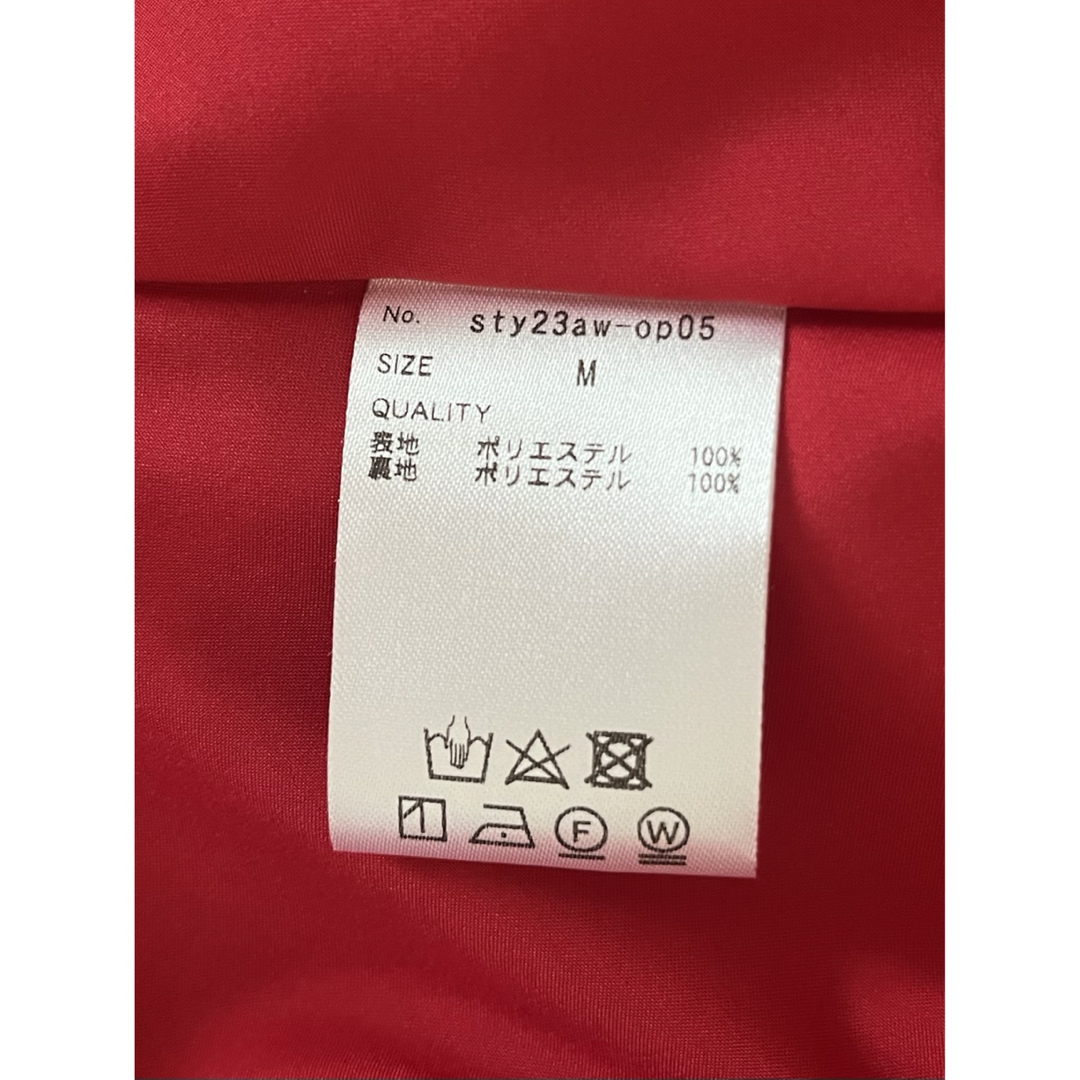 No. sty23aw-op05
SIZE M
QUALITY
表地 ポリエステル 100%
裏地 ポリエステル 100%
F W